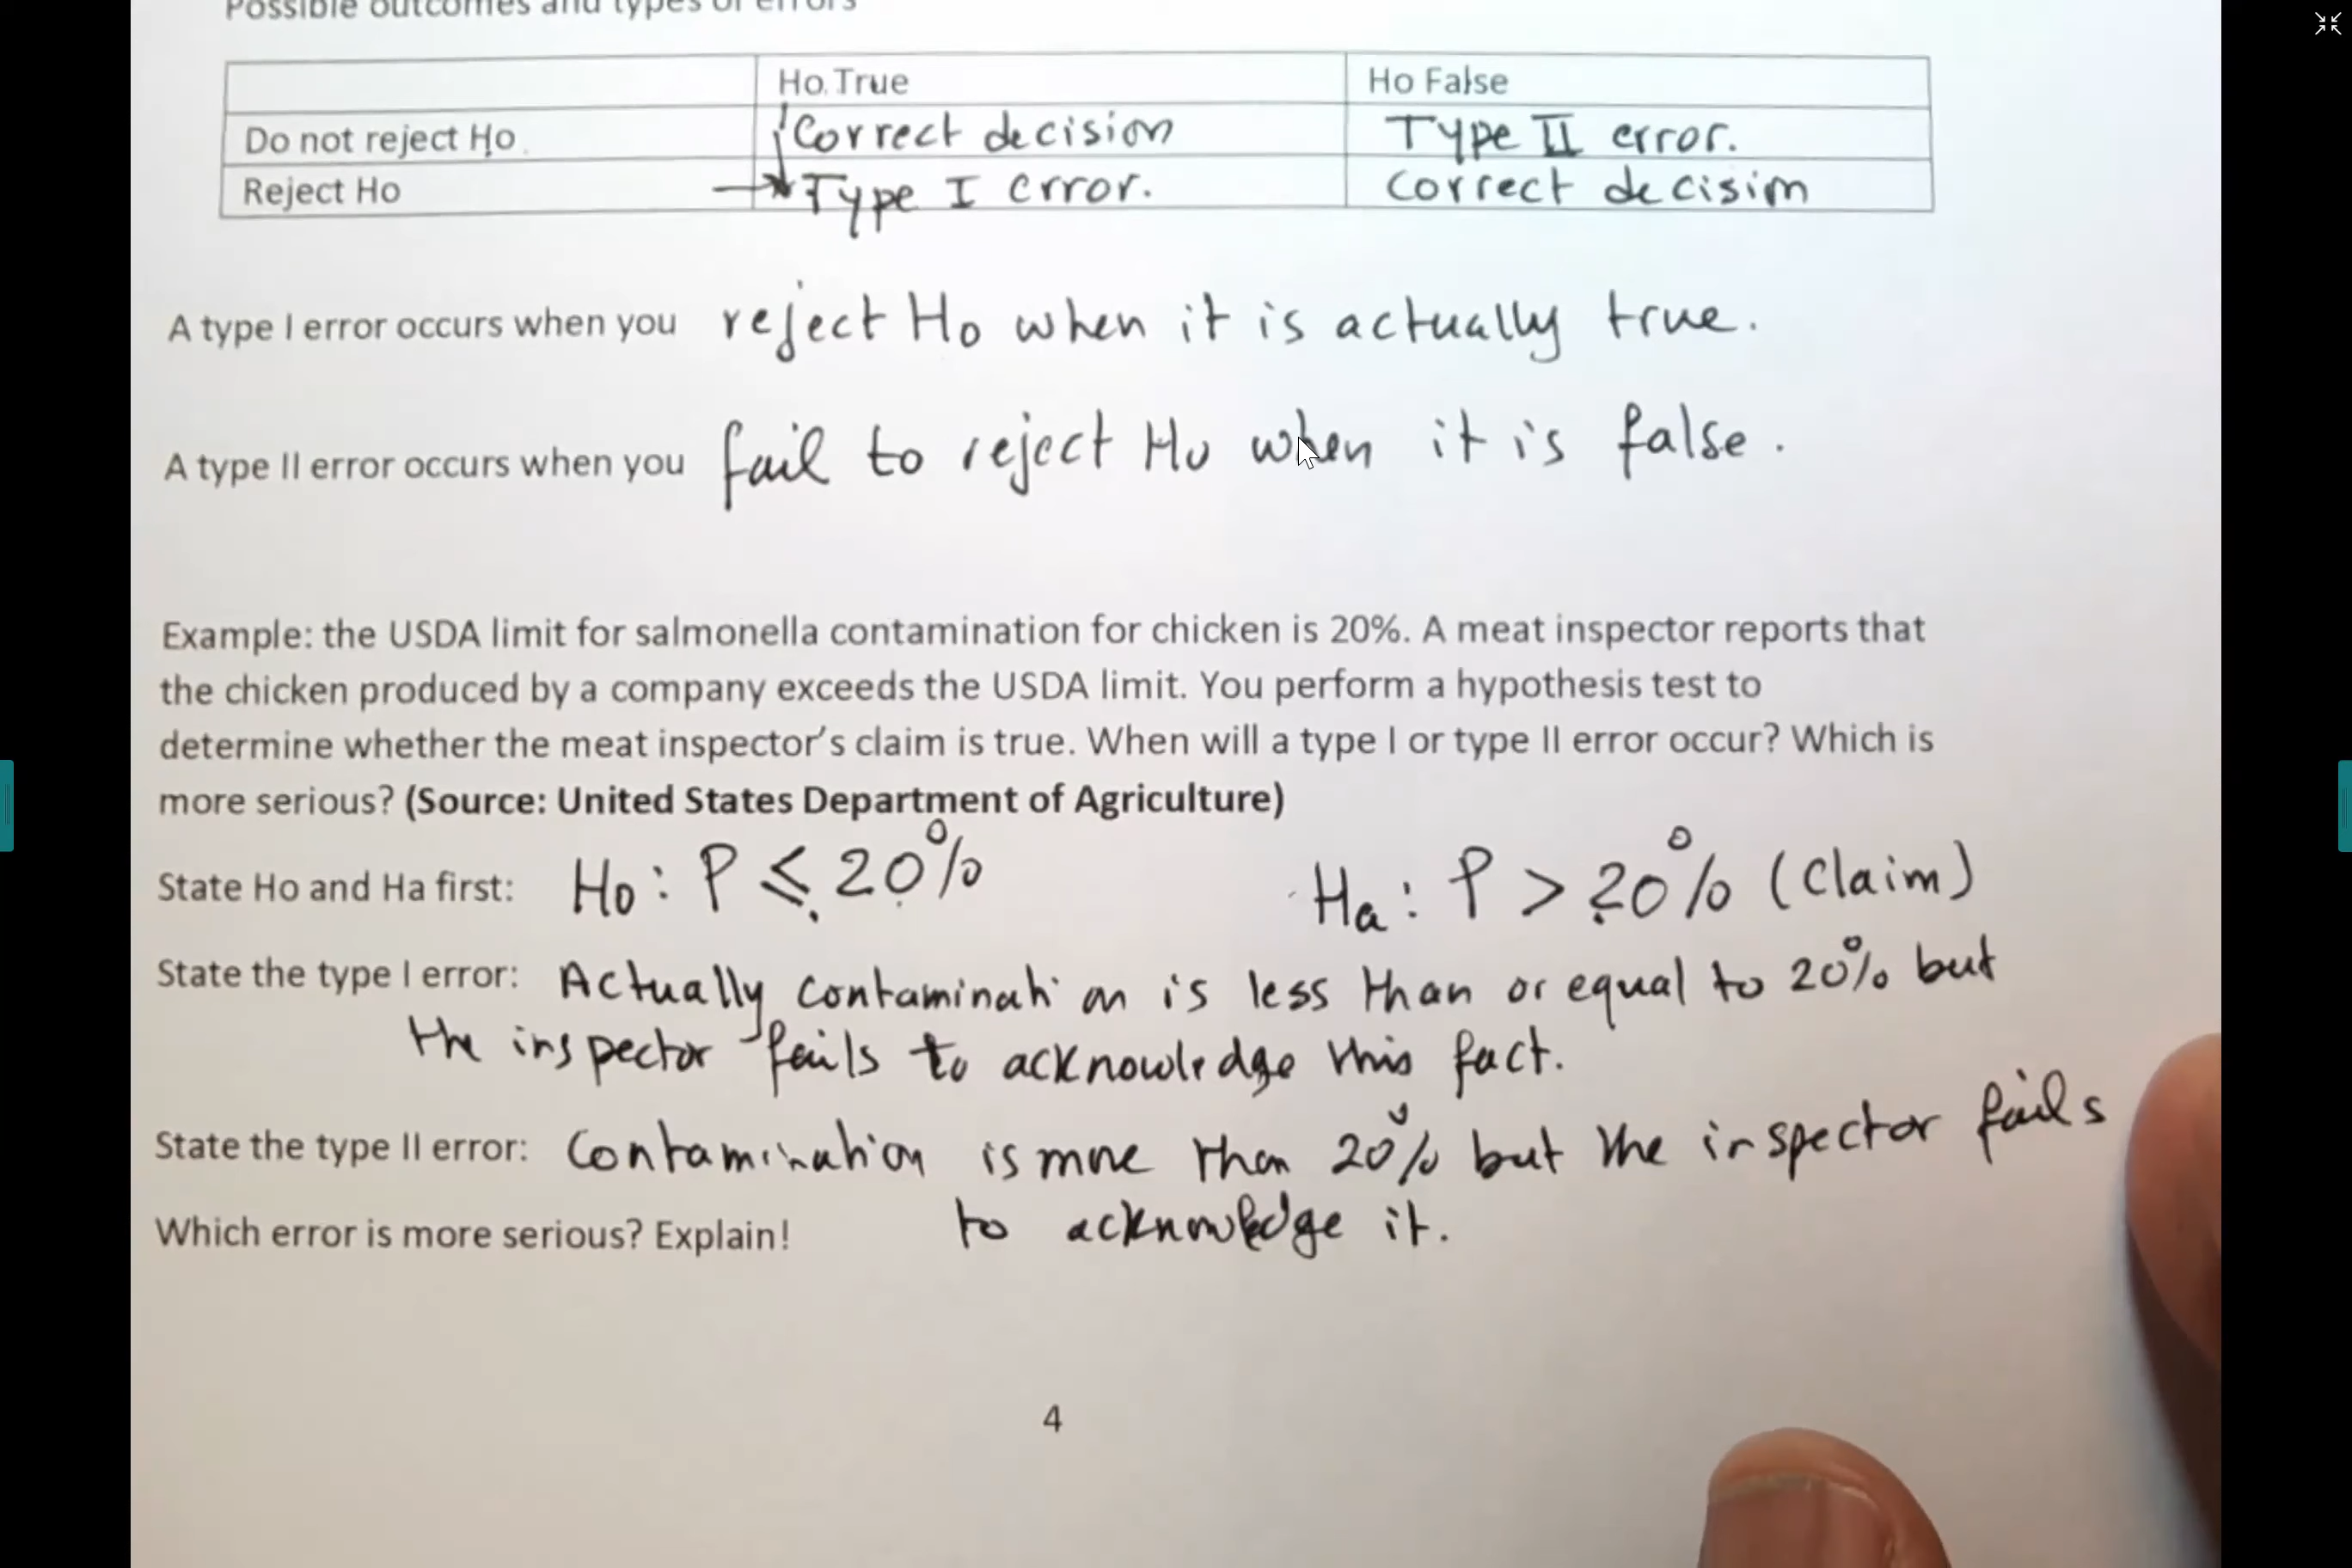 Possible outcomes and types of errors
Ho True
Ho False
Do not reject Ho
Correct decision
Type II error.
Reject Ho
Type I error.
Correct decision
A type I error occurs when you reject Ho when it is actually true.
A type II error occurs when you fail to reject Ho when it is false.
Example: the USDA limit for salmonella contamination for chicken is 20%. A meat inspector reports that
the chicken produced by a company exceeds the USDA limit. You perform a hypothesis test to
determine whether the meat inspector's claim is true. When will a type I or type II error occur? Which is
more serious? (Source: United States Department of Agriculture)
State Ho and Ha first: Ho: P ≤ 20% Ha: P > 20% (Claim)
State the type I error: Actually contamination is less than or equal to 20% but
the inspector fails to acknowledge this fact.
State the type II error: Contamination is more than 20% but the inspector fails
to acknowledge it.
Which error is more serious? Explain!
4